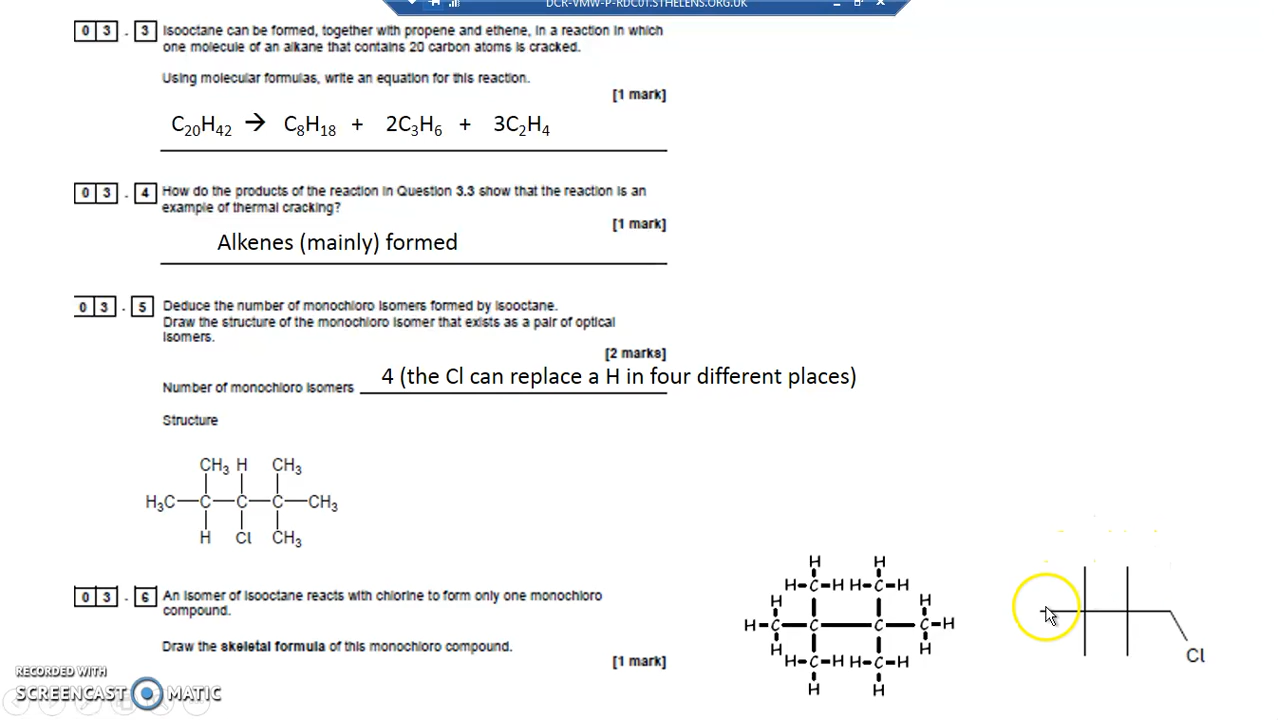 DCR-VMW-P-RDC01.STHELENS.ORG.UK
0 3 . 3 Isooctane can be formed, together with propene and ethene, in a reaction in which
one molecule of an alkane that contains 20 carbon atoms is cracked.
Using molecular formulas, write an equation for this reaction.
[1 mark]
C₂₀H₄₂ → C₈H₁₈ + 2C₃H₆ + 3C₂H₄
0 3 . 4 How do the products of the reaction in Question 3.3 show that the reaction is an
example of thermal cracking?
[1 mark]
Alkenes (mainly) formed
0 3 . 5 Deduce the number of monochloro isomers formed by isooctane.
Draw the structure of the monochloro isomer that exists as a pair of optical
isomers.
[2 marks]
Number of monochloro isomers 4 (the Cl can replace a H in four different places)
Structure
CH₃ H CH₃
H₃C—C—C—C—CH₃
H Cl CH₃
0 3 . 6 An isomer of isooctane reacts with chlorine to form only one monochloro
compound.
Draw the skeletal formula of this monochloro compound.
[1 mark]
H H
H–C–H H–C–H
H H
H–C–C–C–C–H
H H
H–C–H H–C–H
H H
Cl
RECORDED WITH
SCREENCAST MATIC